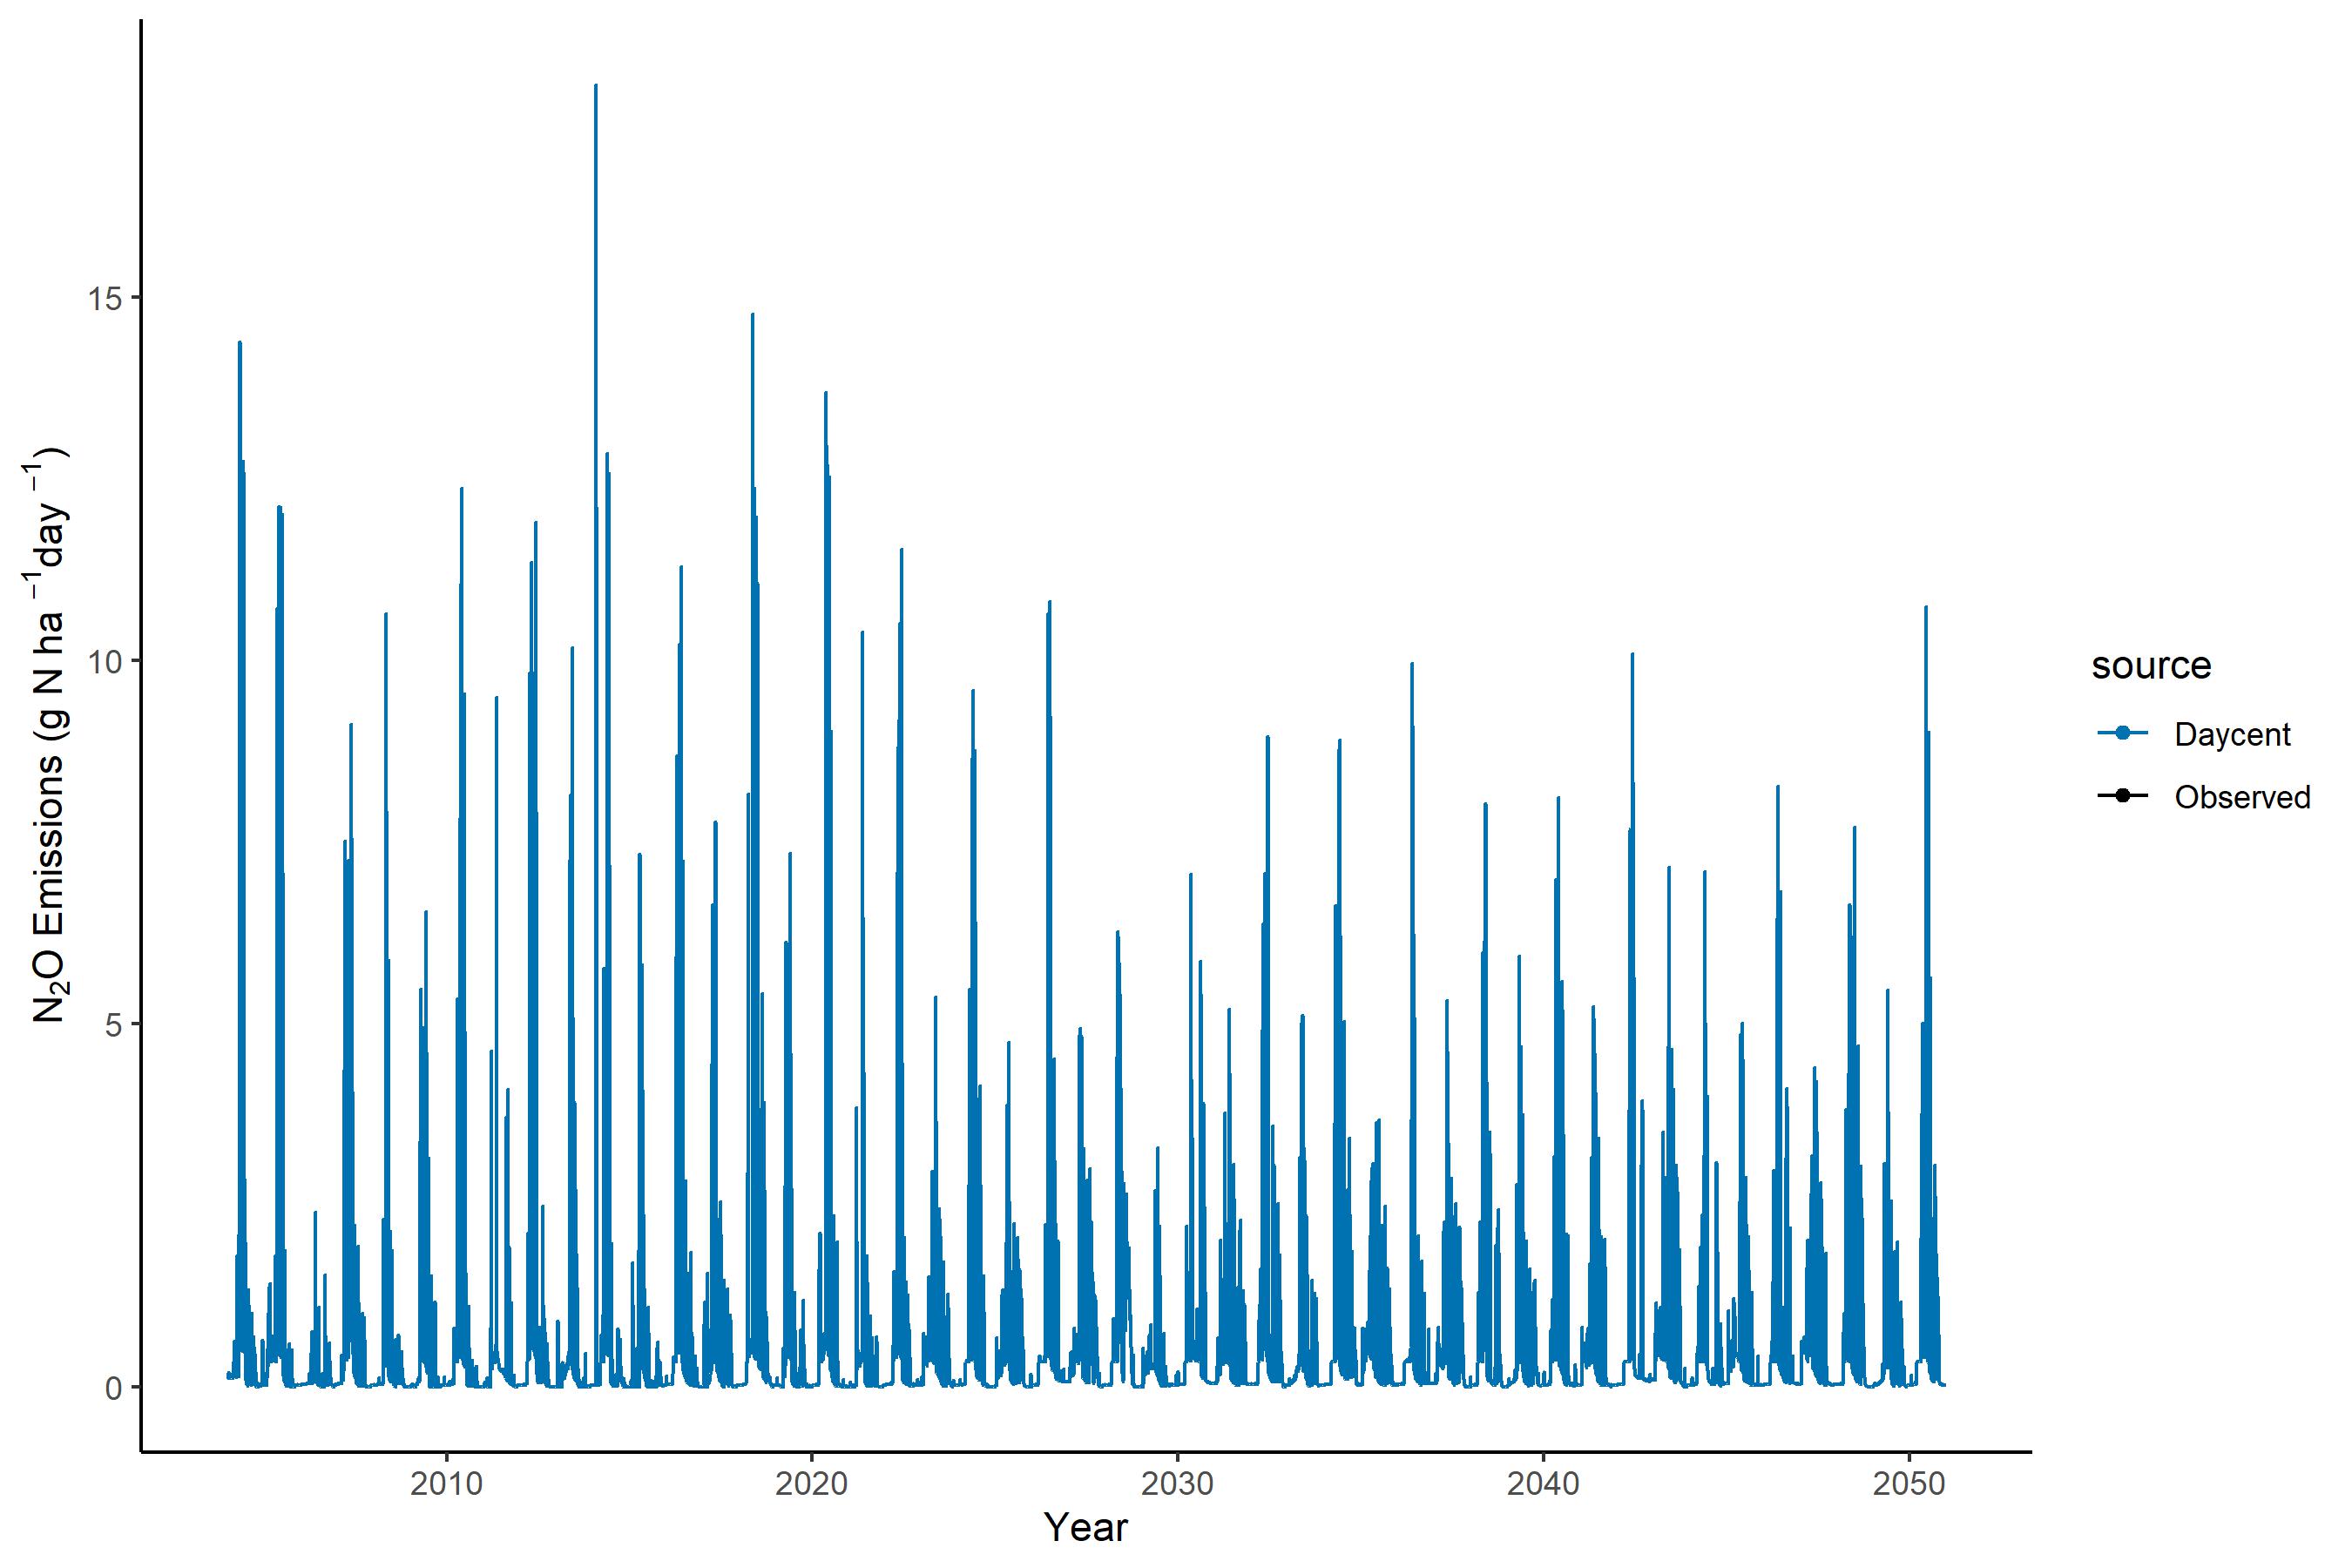 N₂O Emissions (g N ha ⁻¹day ⁻¹)
15
10
5
0
2010 2020 2030 2040 2050
Year
source
Daycent
Observed